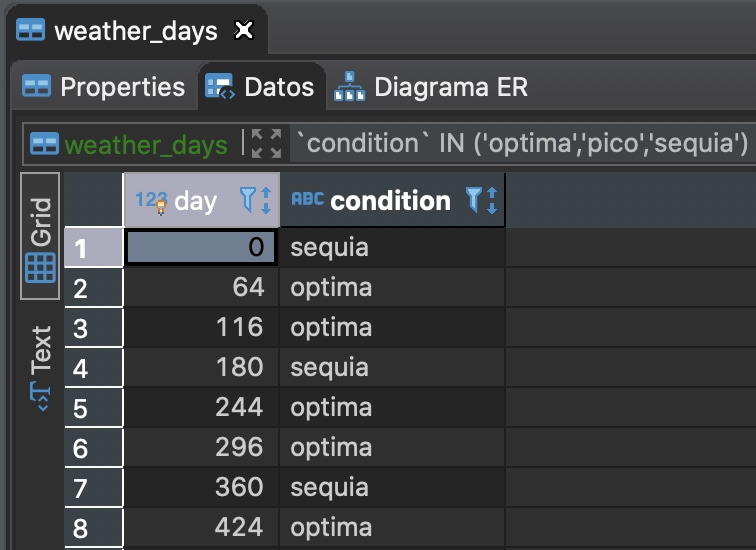 weather_days
Properties Datos Diagrama ER
weather_days `condition` IN ('optima','pico','sequia')
Grid
Text
123 day ABC condition
1 0 sequia
2 64 optima
3 116 optima
4 180 sequia
5 244 optima
6 296 optima
7 360 sequia
8 424 optima